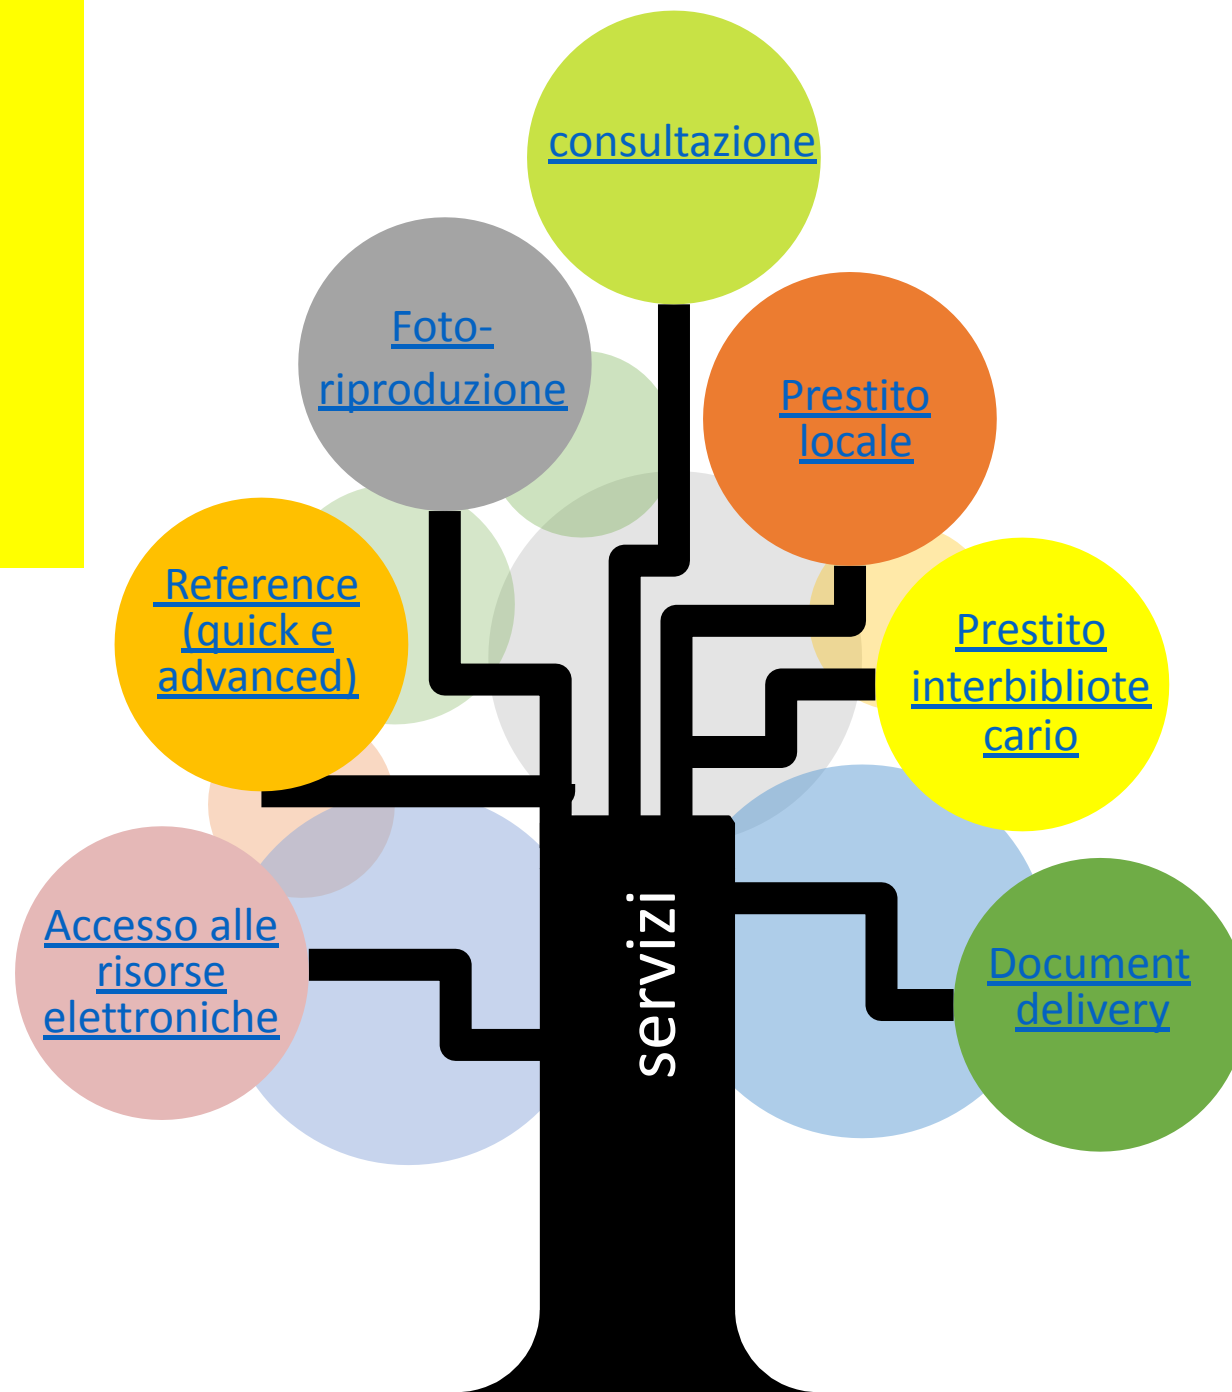 consultazione
Foto-
riproduzione
Prestito
locale
Reference
(quick e
advanced)
Prestito
interbibliote
cario
Accesso alle
risorse
elettroniche
Document
delivery
servizi